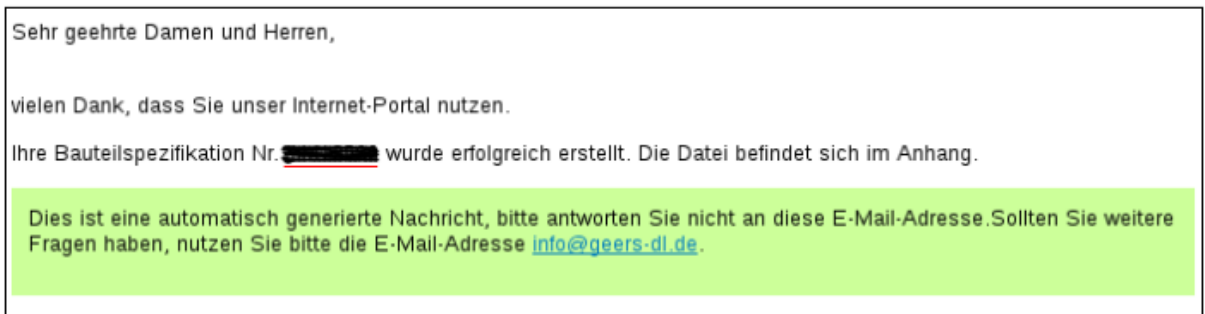 Sehr geehrte Damen und Herren,
vielen Dank, dass Sie unser Internet-Portal nutzen.
Ihre Bauteilspezifikation Nr. wurde erfolgreich erstellt. Die Datei befindet sich im Anhang.
Dies ist eine automatisch generierte Nachricht, bitte antworten Sie nicht an diese E-Mail-Adresse.Sollten Sie weitere
Fragen haben, nutzen Sie bitte die E-Mail-Adresse info@geers-dl.de.